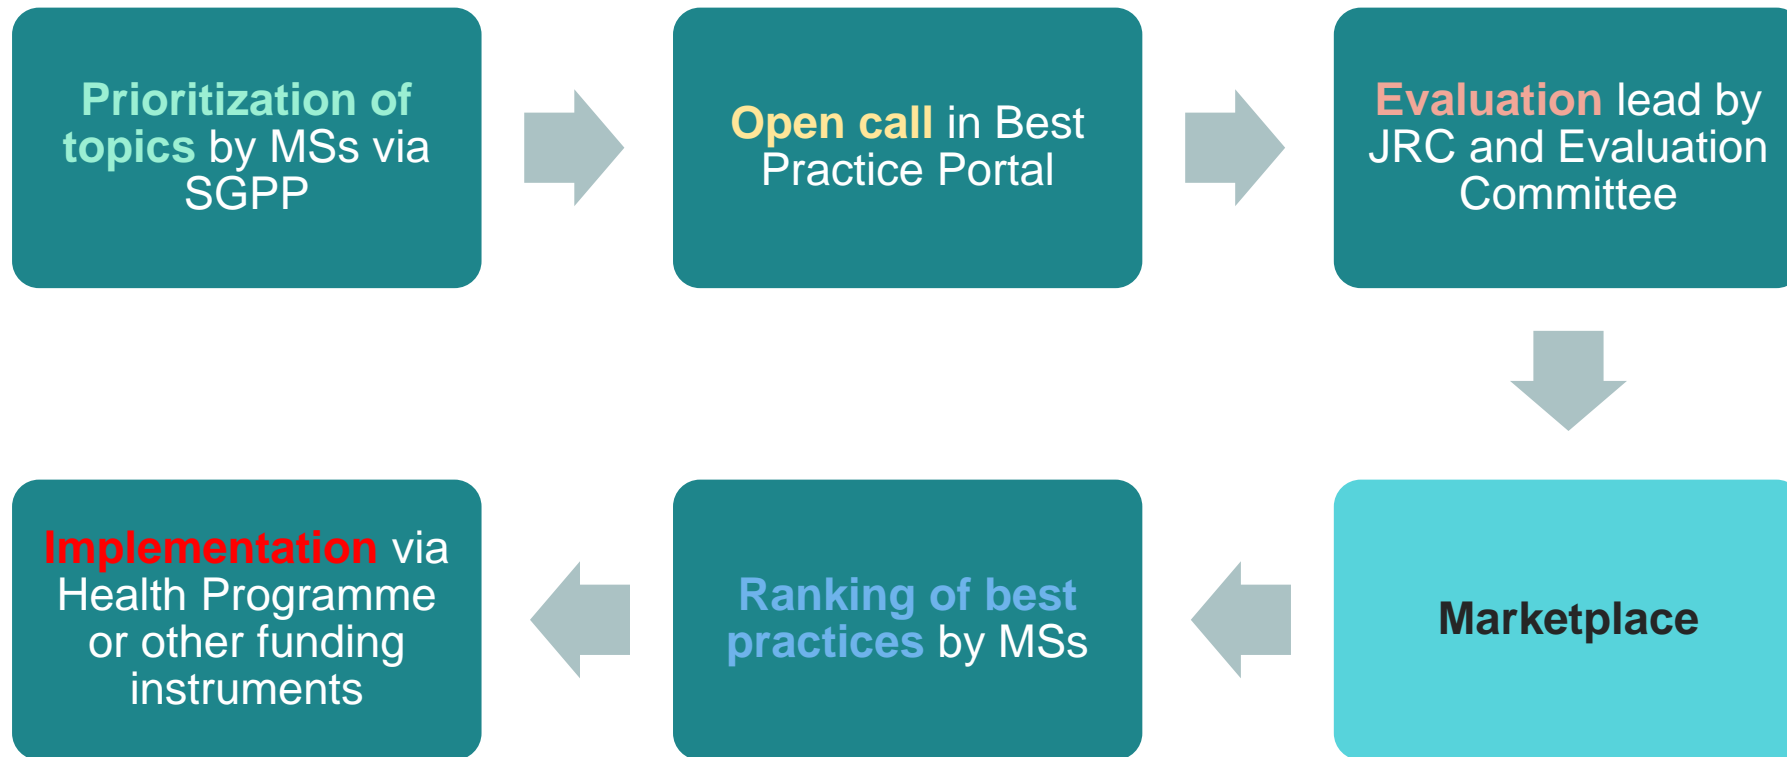 Prioritization of
topics by MSs via
SGPP
Open call in Best
Practice Portal
Evaluation lead by
JRC and Evaluation
Committee
Implementation via
Health Programme
or other funding
instruments
Ranking of best
practices by MSs
Marketplace